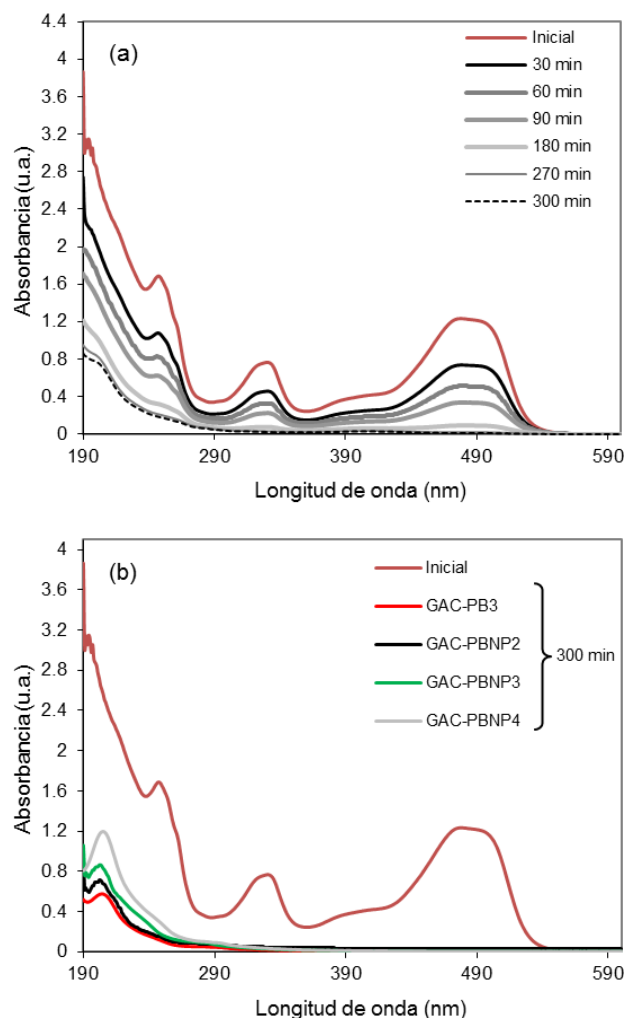 4.4
(a)
Inicial
4
30 min
3.6
60 min
3.2
90 min
2.8
180 min
2.4
270 min
2
300 min
1.6
1.2
0.8
0.4
0
Absorbancia (u.a.)
190 290 390 490 590
Longitud de onda (nm)
4
(b)
Inicial
3.6
GAC-PB3
3.2
GAC-PBNP2
300 min
2.8
GAC-PBNP3
2.4
GAC-PBNP4
2
1.6
1.2
0.8
0.4
0
Absorbancia (u.a.)
190 290 390 490 590
Longitud de onda (nm)